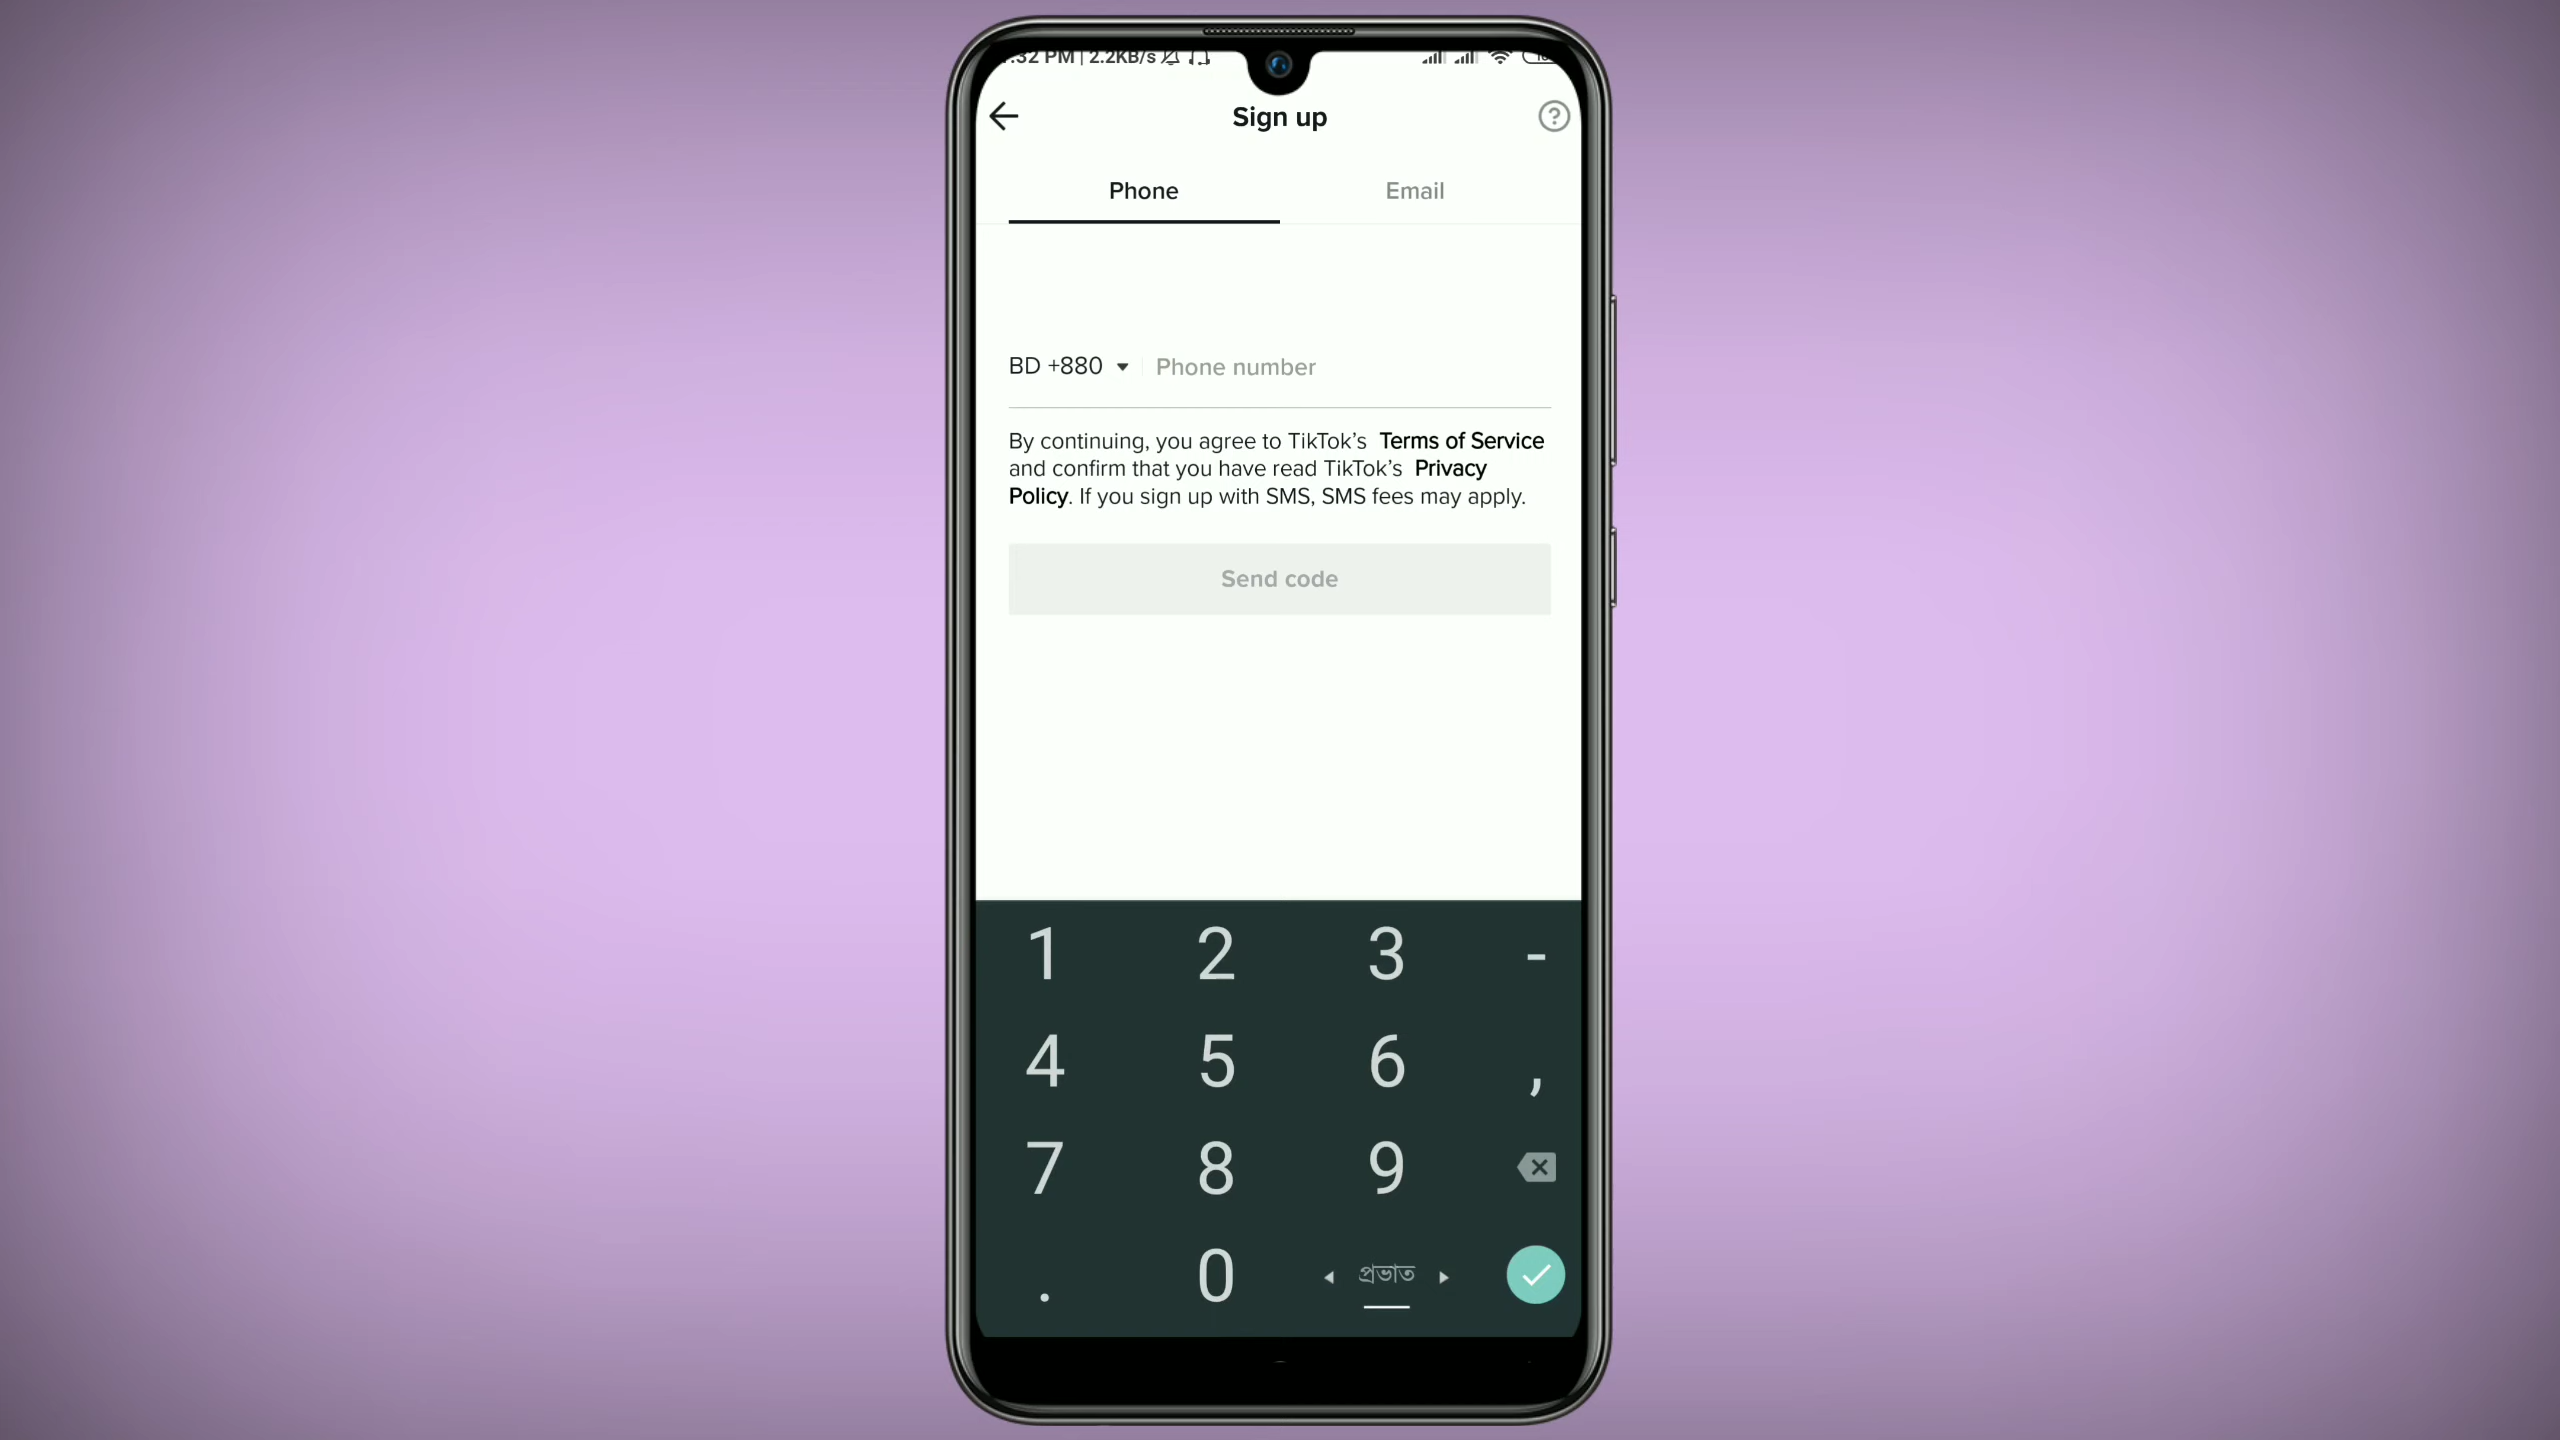 :32 PM | 2.2KB/s
Sign up
Phone Email
BD +880 Phone number
By continuing, you agree to TikTok’s Terms of Service
and confirm that you have read TikTok’s Privacy
Policy. If you sign up with SMS, SMS fees may apply.
Send code
1 2 3 -
4 5 6 ,
7 8 9
. 0 প্রভাত